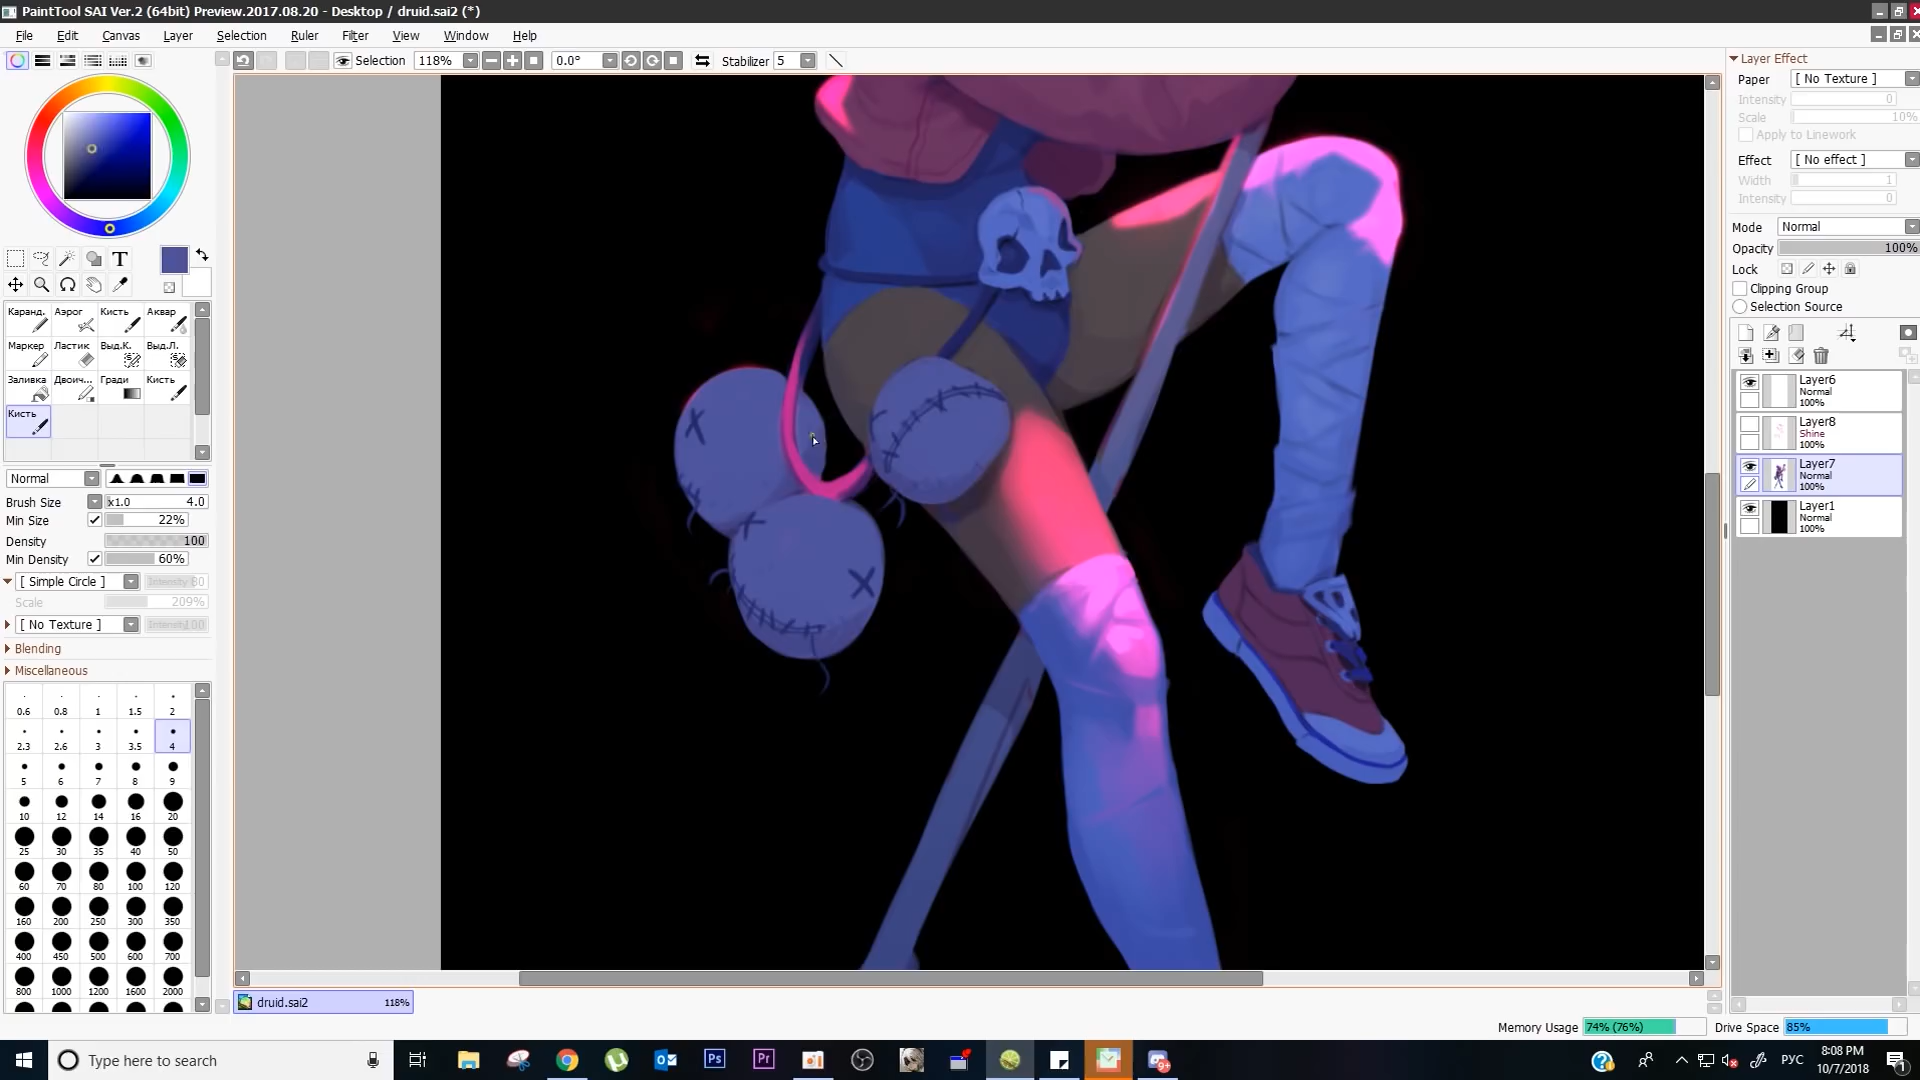 PaintTool SAI Ver.2 (64bit) Preview.2017.08.20 - Desktop / druid.sai2 (*)
File Edit Canvas Layer Selection Ruler Filter View Window Help
Selection 118% 0.0° Stabilizer 5
Layer Effect
Paper [ No Texture ]
Intensity 0
Scale 10%
Apply to Linework
Effect [ No effect ]
Width 1
Intensity 0
Mode Normal
Opacity 100%
Lock
Clipping Group
Selection Source
Layer6
Normal
100%
Layer8
Shine
100%
Layer7
Normal
100%
Layer1
Normal
100%
T
Каранд. Аэрог Кисть Аквар
Маркер Ластик Выд.К. Выд.Л.
Заливка Двоич... Гради Кисть
Кисть
Normal
Brush Size x1.0 4.0
Min Size 22%
Density 100
Min Density 60%
[ Simple Circle ] Intensity 80
Scale 209%
[ No Texture ] Intensity 100
Blending
Miscellaneous
0.6 0.8 1 1.5 2
2.3 2.6 3 3.5 4
5 6 7 8 9
10 12 14 16 20
25 30 35 40 50
60 70 80 100 120
160 200 250 300 350
400 450 500 600 700
800 1000 1200 1600 2000
druid.sai2 118%
Memory Usage 74% (76%) Drive Space 85%
Type here to search
Ps Pr
9+
РУС
8:08 PM
10/7/2018
1